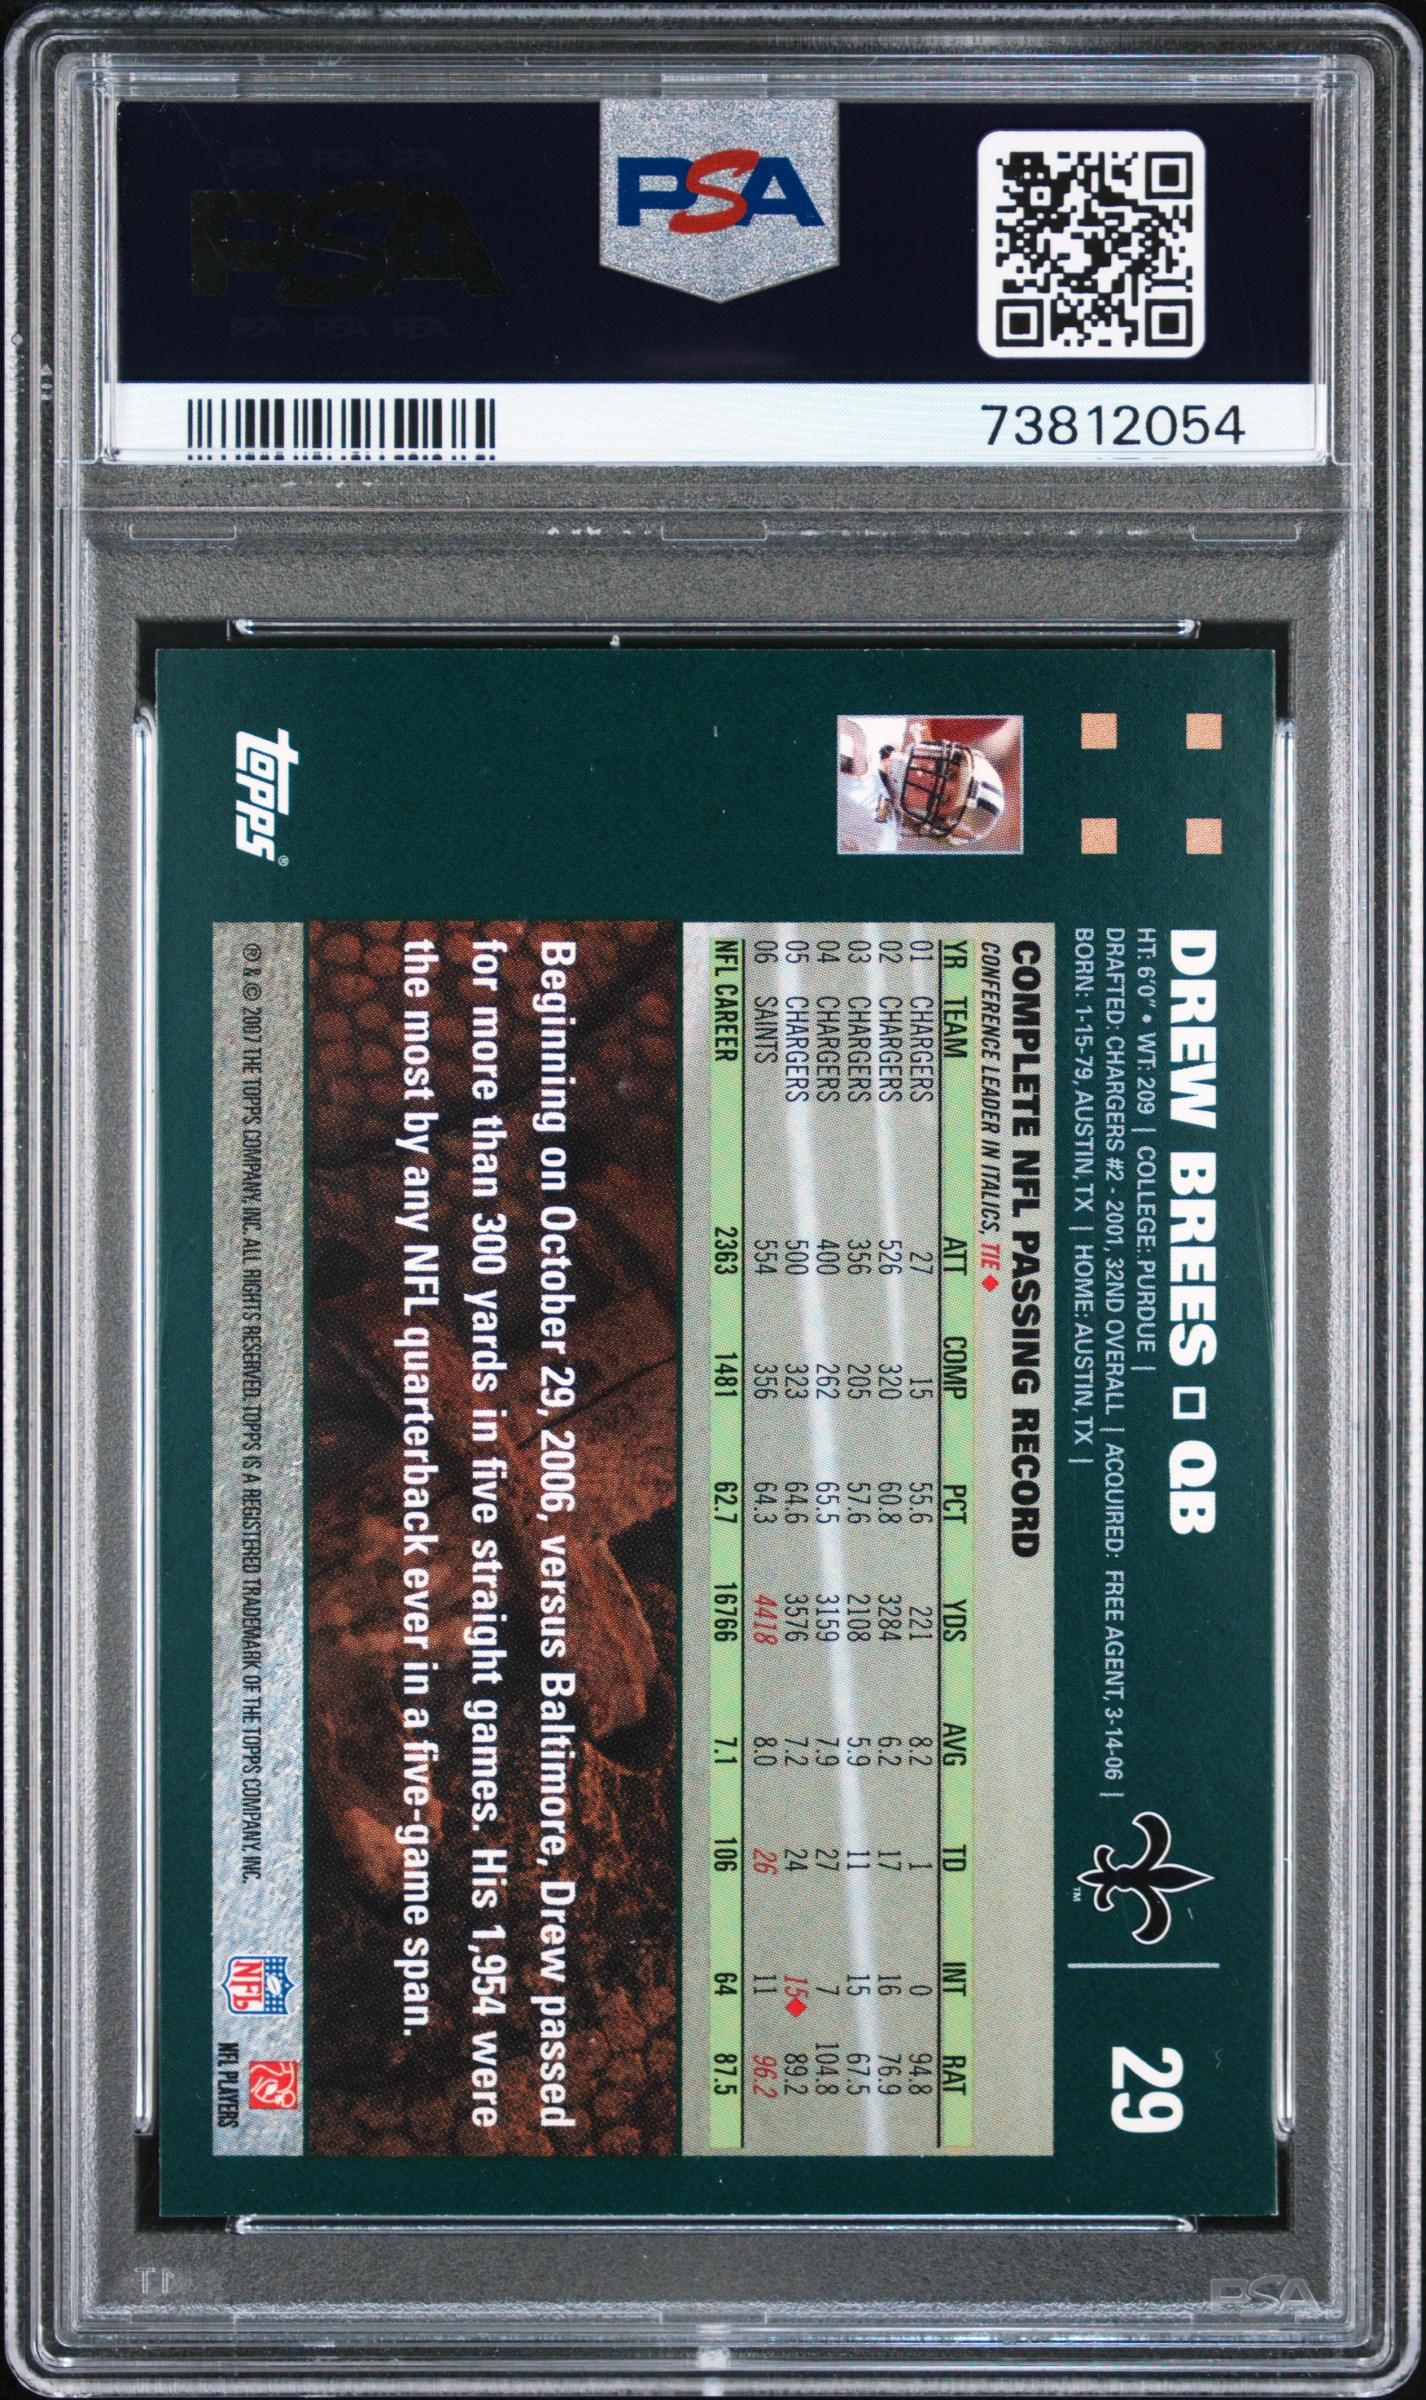 PSA PSA PSA
PSA
PSA PSA PSA
PSA
73812054
DREW BREES □ QB
29
HT: 6'0" • WT: 209 | COLLEGE: PURDUE |
DRAFTED: CHARGERS #2 - 2001, 32ND OVERALL | ACQUIRED: FREE AGENT, 3-14-06 |
BORN: 1-15-79, AUSTIN, TX | HOME: AUSTIN, TX |
TM
COMPLETE NFL PASSING RECORD
CONFERENCE LEADER IN ITALICS, TIE ♦
YR TEAM ATT COMP PCT YDS AVG TD INT RAT
01 CHARGERS 27 15 55.6 221 8.2 1 0 94.8
02 CHARGERS 526 320 60.8 3284 6.2 17 16 76.9
03 CHARGERS 356 205 57.6 2108 5.9 11 15 67.5
04 CHARGERS 400 262 65.5 3159 7.9 27 7 104.8
05 CHARGERS 500 323 64.6 3576 7.2 24 15♦ 89.2
06 SAINTS 554 356 64.3 4418 8.0 26 11 96.2
NFL CAREER 2363 1481 62.7 16766 7.1 106 64 87.5
Beginning on October 29, 2006, versus Baltimore, Drew passed
for more than 300 yards in five straight games. His 1,954 were
the most by any NFL quarterback ever in a five-game span.
topps®
® & © 2007 THE TOPPS COMPANY, INC. ALL RIGHTS RESERVED. TOPPS IS A REGISTERED TRADEMARK OF THE TOPPS COMPANY, INC.
NFL
NFL PLAYERS
PSA